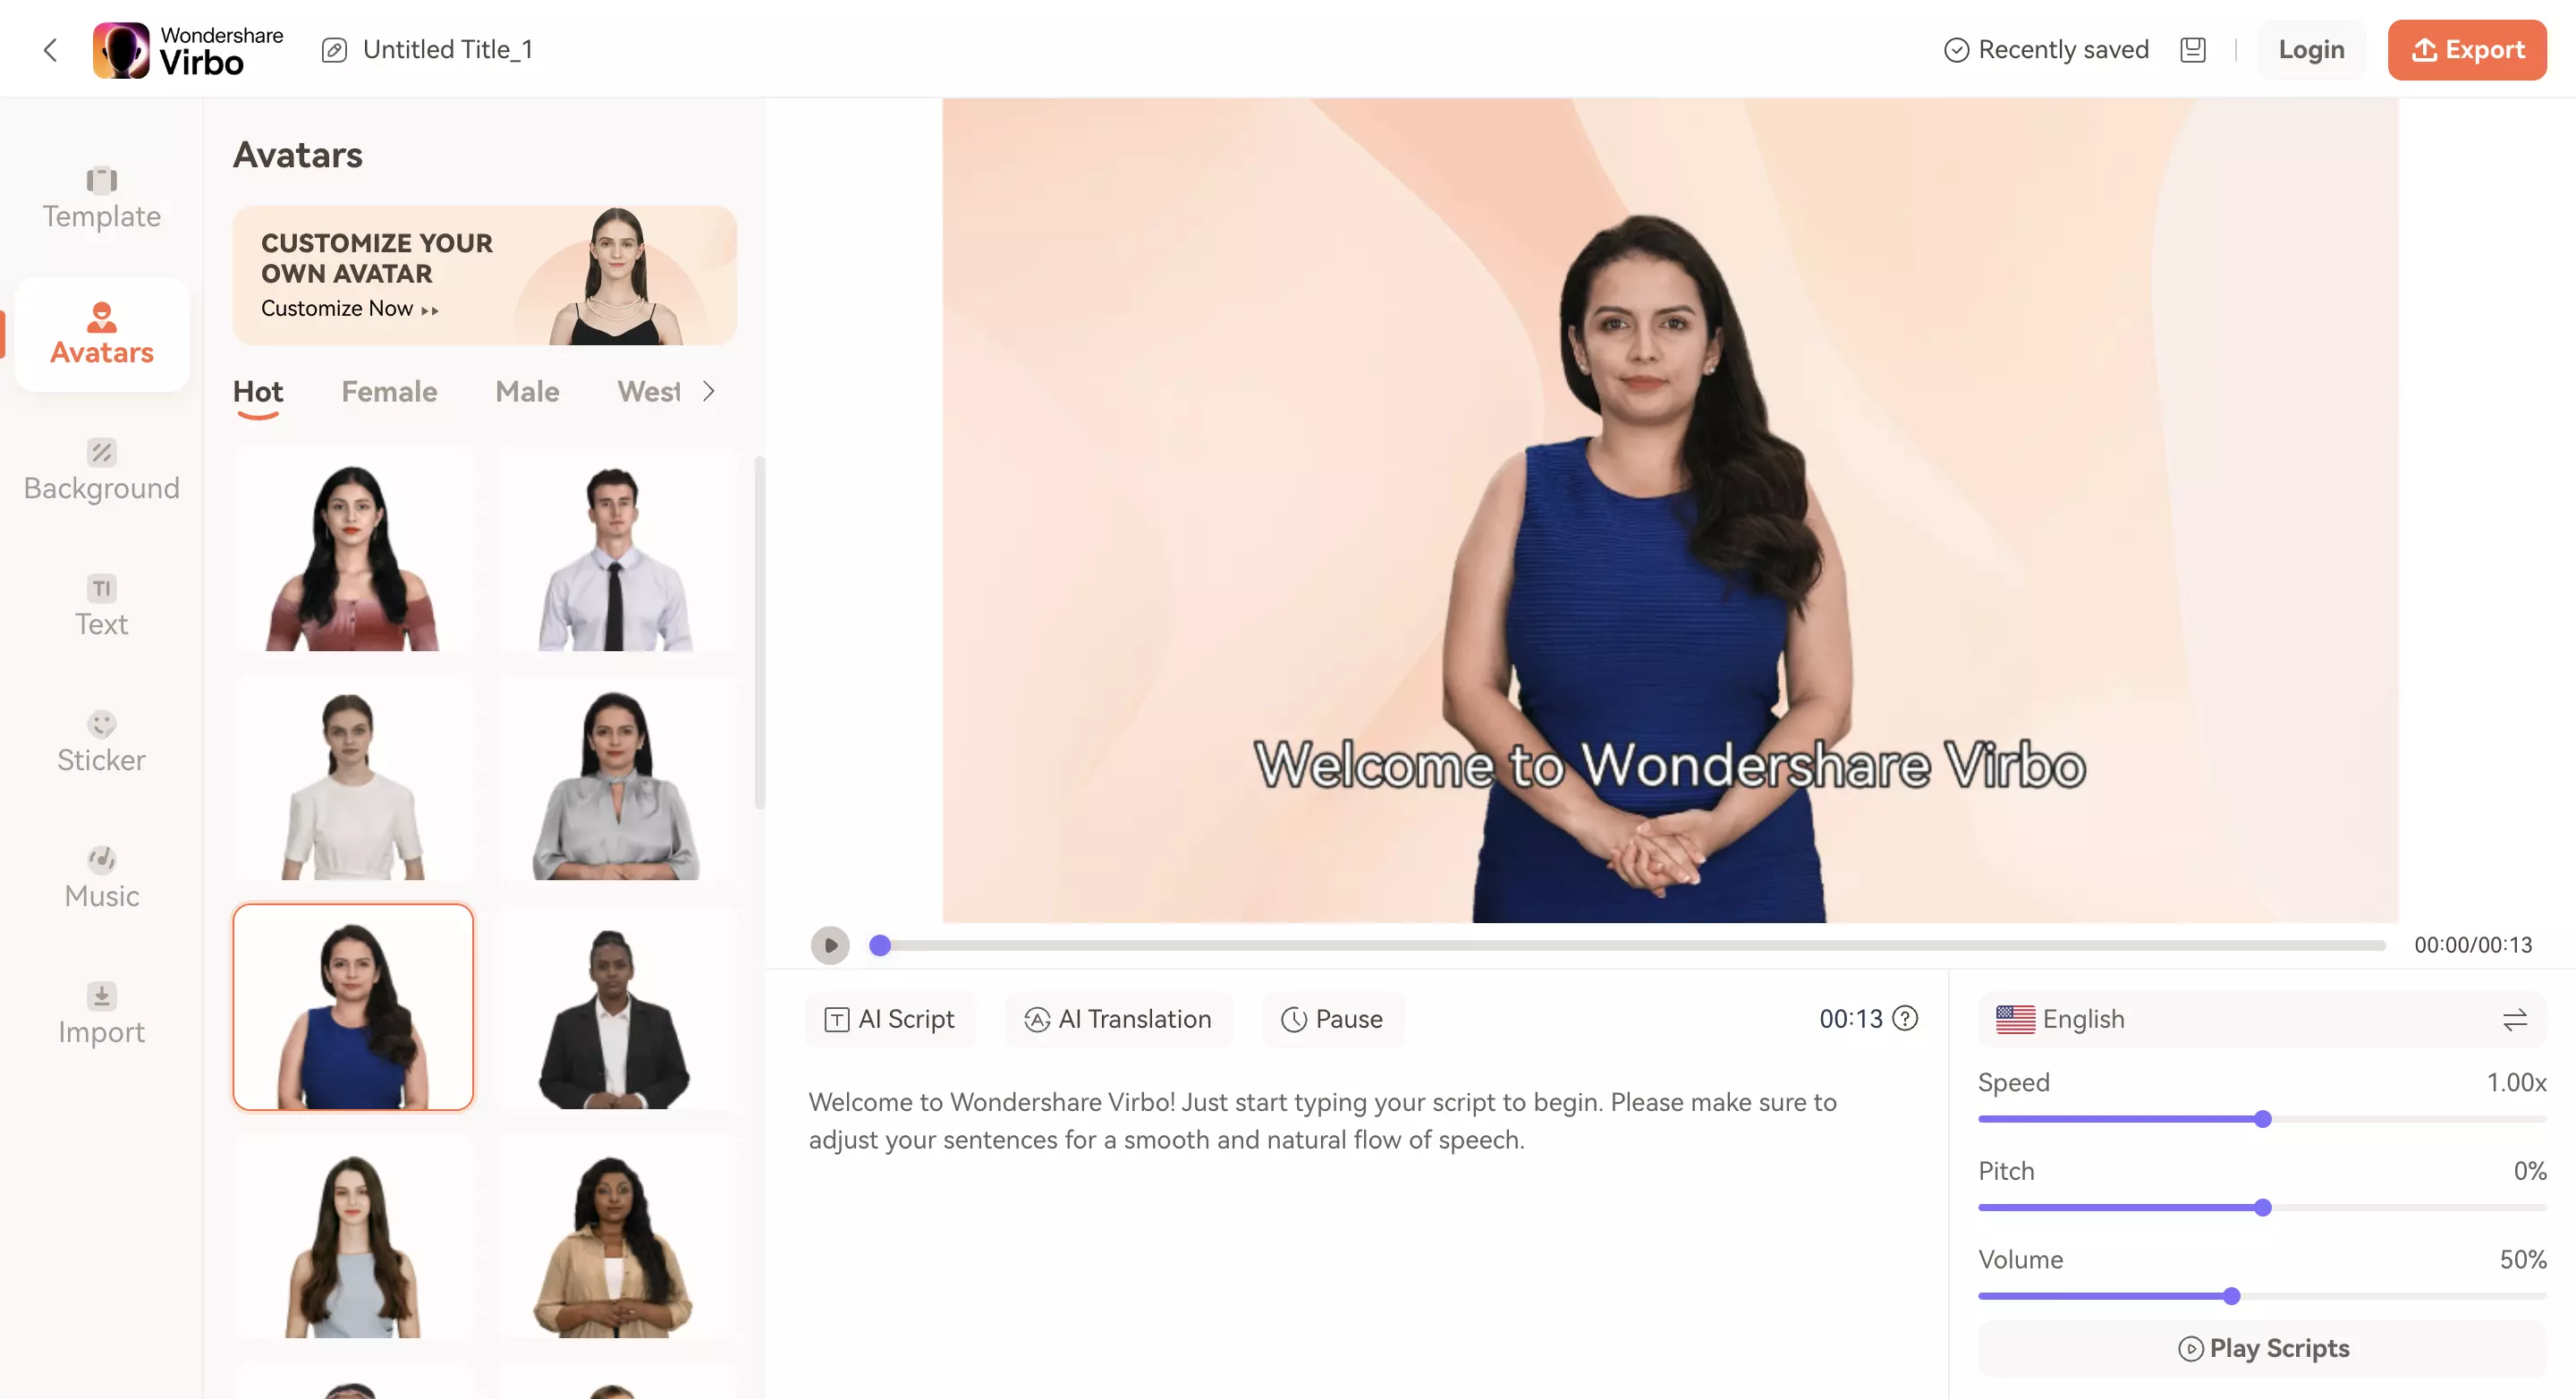 Wondershare
Virbo
Untitled Title_1
Recently saved
Login
Export
Template
Avatars
Background
Text
Sticker
Music
Import
Avatars
CUSTOMIZE YOUR
OWN AVATAR
Customize Now
Hot Female Male West
Welcome to Wondershare Virbo
00:00/00:13
AI Script
AI Translation
Pause
00:13
Welcome to Wondershare Virbo! Just start typing your script to begin. Please make sure to
adjust your sentences for a smooth and natural flow of speech.
English
Speed 1.00x
Pitch 0%
Volume 50%
Play Scripts